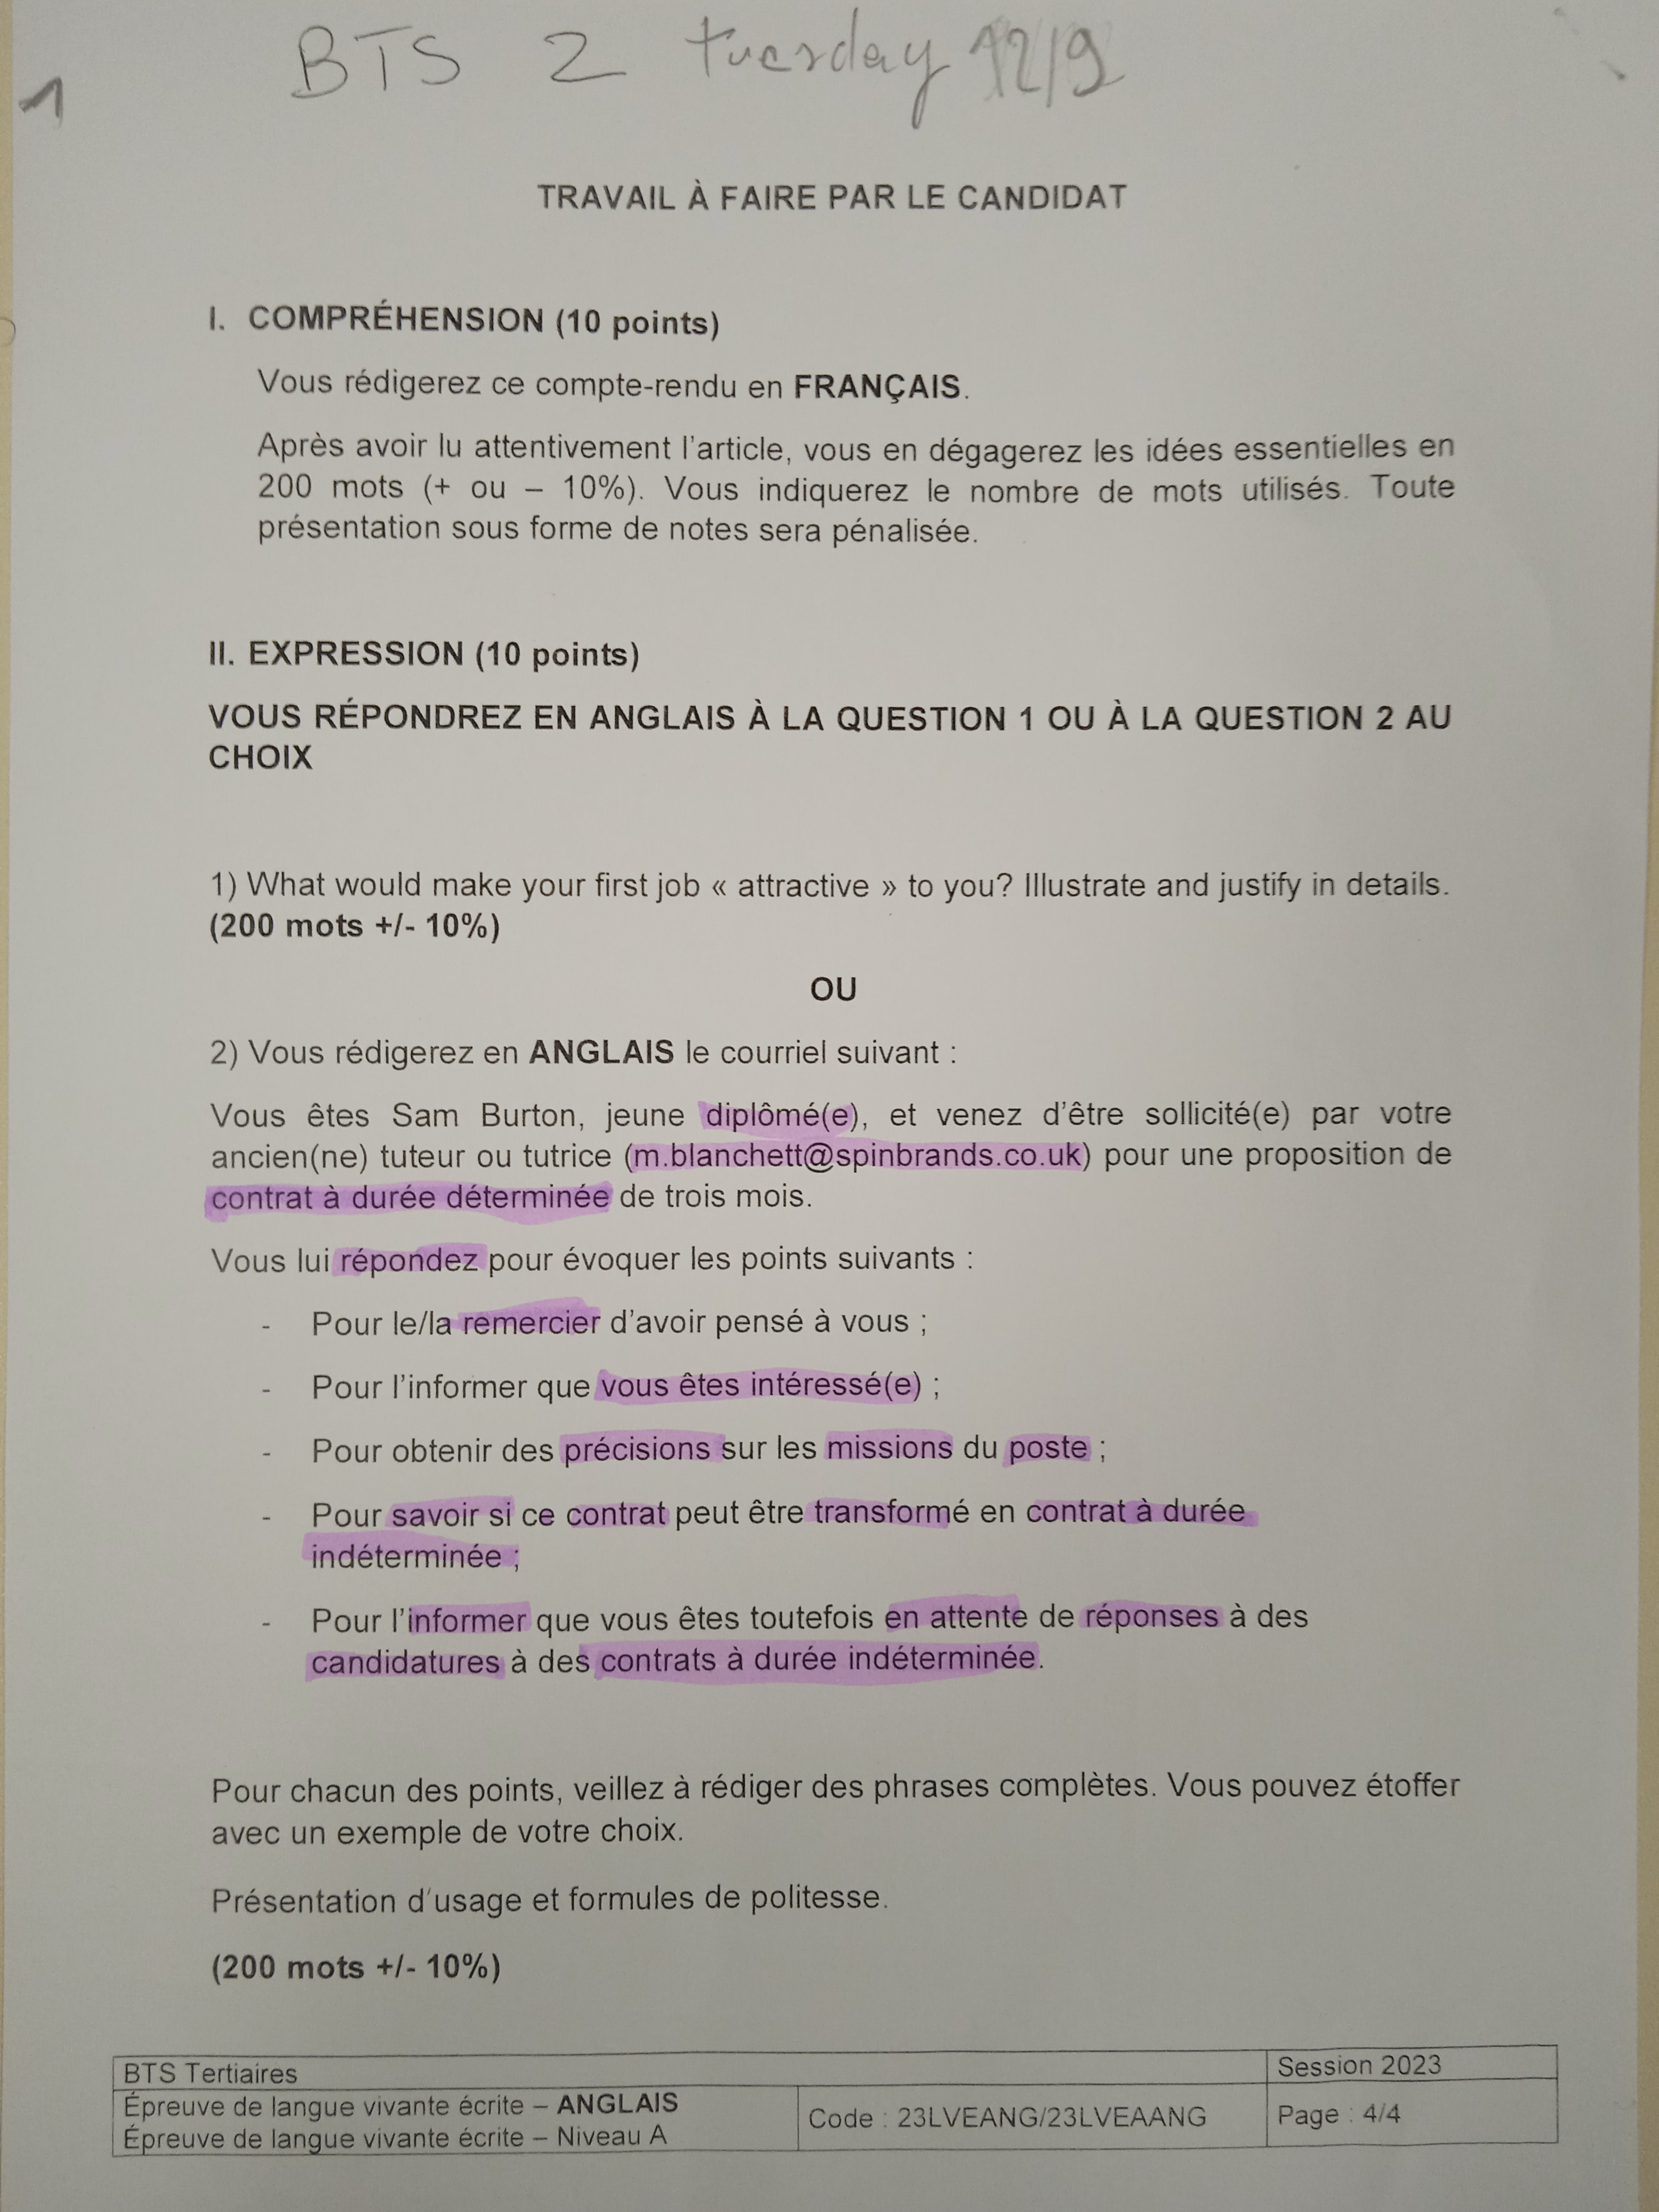 BTS 2 tuesday 12/9
1
TRAVAIL À FAIRE PAR LE CANDIDAT
I. COMPRÉHENSION (10 points)
Vous rédigerez ce compte-rendu en FRANÇAIS.
Après avoir lu attentivement l'article, vous en dégagerez les idées essentielles en
200 mots (+ ou – 10%). Vous indiquerez le nombre de mots utilisés. Toute
présentation sous forme de notes sera pénalisée.
II. EXPRESSION (10 points)
VOUS RÉPONDREZ EN ANGLAIS À LA QUESTION 1 OU À LA QUESTION 2 AU
CHOIX
1) What would make your first job « attractive » to you? Illustrate and justify in details.
(200 mots +/- 10%)
OU
2) Vous rédigerez en ANGLAIS le courriel suivant :
Vous êtes Sam Burton, jeune diplômé(e), et venez d'être sollicité(e) par votre
ancien(ne) tuteur ou tutrice (m.blanchett@spinbrands.co.uk) pour une proposition de
contrat à durée déterminée de trois mois.
Vous lui répondez pour évoquer les points suivants :
- Pour le/la remercier d'avoir pensé à vous ;
- Pour l'informer que vous êtes intéressé(e) ;
- Pour obtenir des précisions sur les missions du poste ;
- Pour savoir si ce contrat peut être transformé en contrat à durée
indéterminée ;
- Pour l'informer que vous êtes toutefois en attente de réponses à des
candidatures à des contrats à durée indéterminée.
Pour chacun des points, veillez à rédiger des phrases complètes. Vous pouvez étoffer
avec un exemple de votre choix.
Présentation d'usage et formules de politesse.
(200 mots +/- 10%)
BTS Tertiaires Session 2023
Épreuve de langue vivante écrite – ANGLAIS
Épreuve de langue vivante écrite – Niveau A
Code : 23LVEANG/23LVEAANG
Page : 4/4